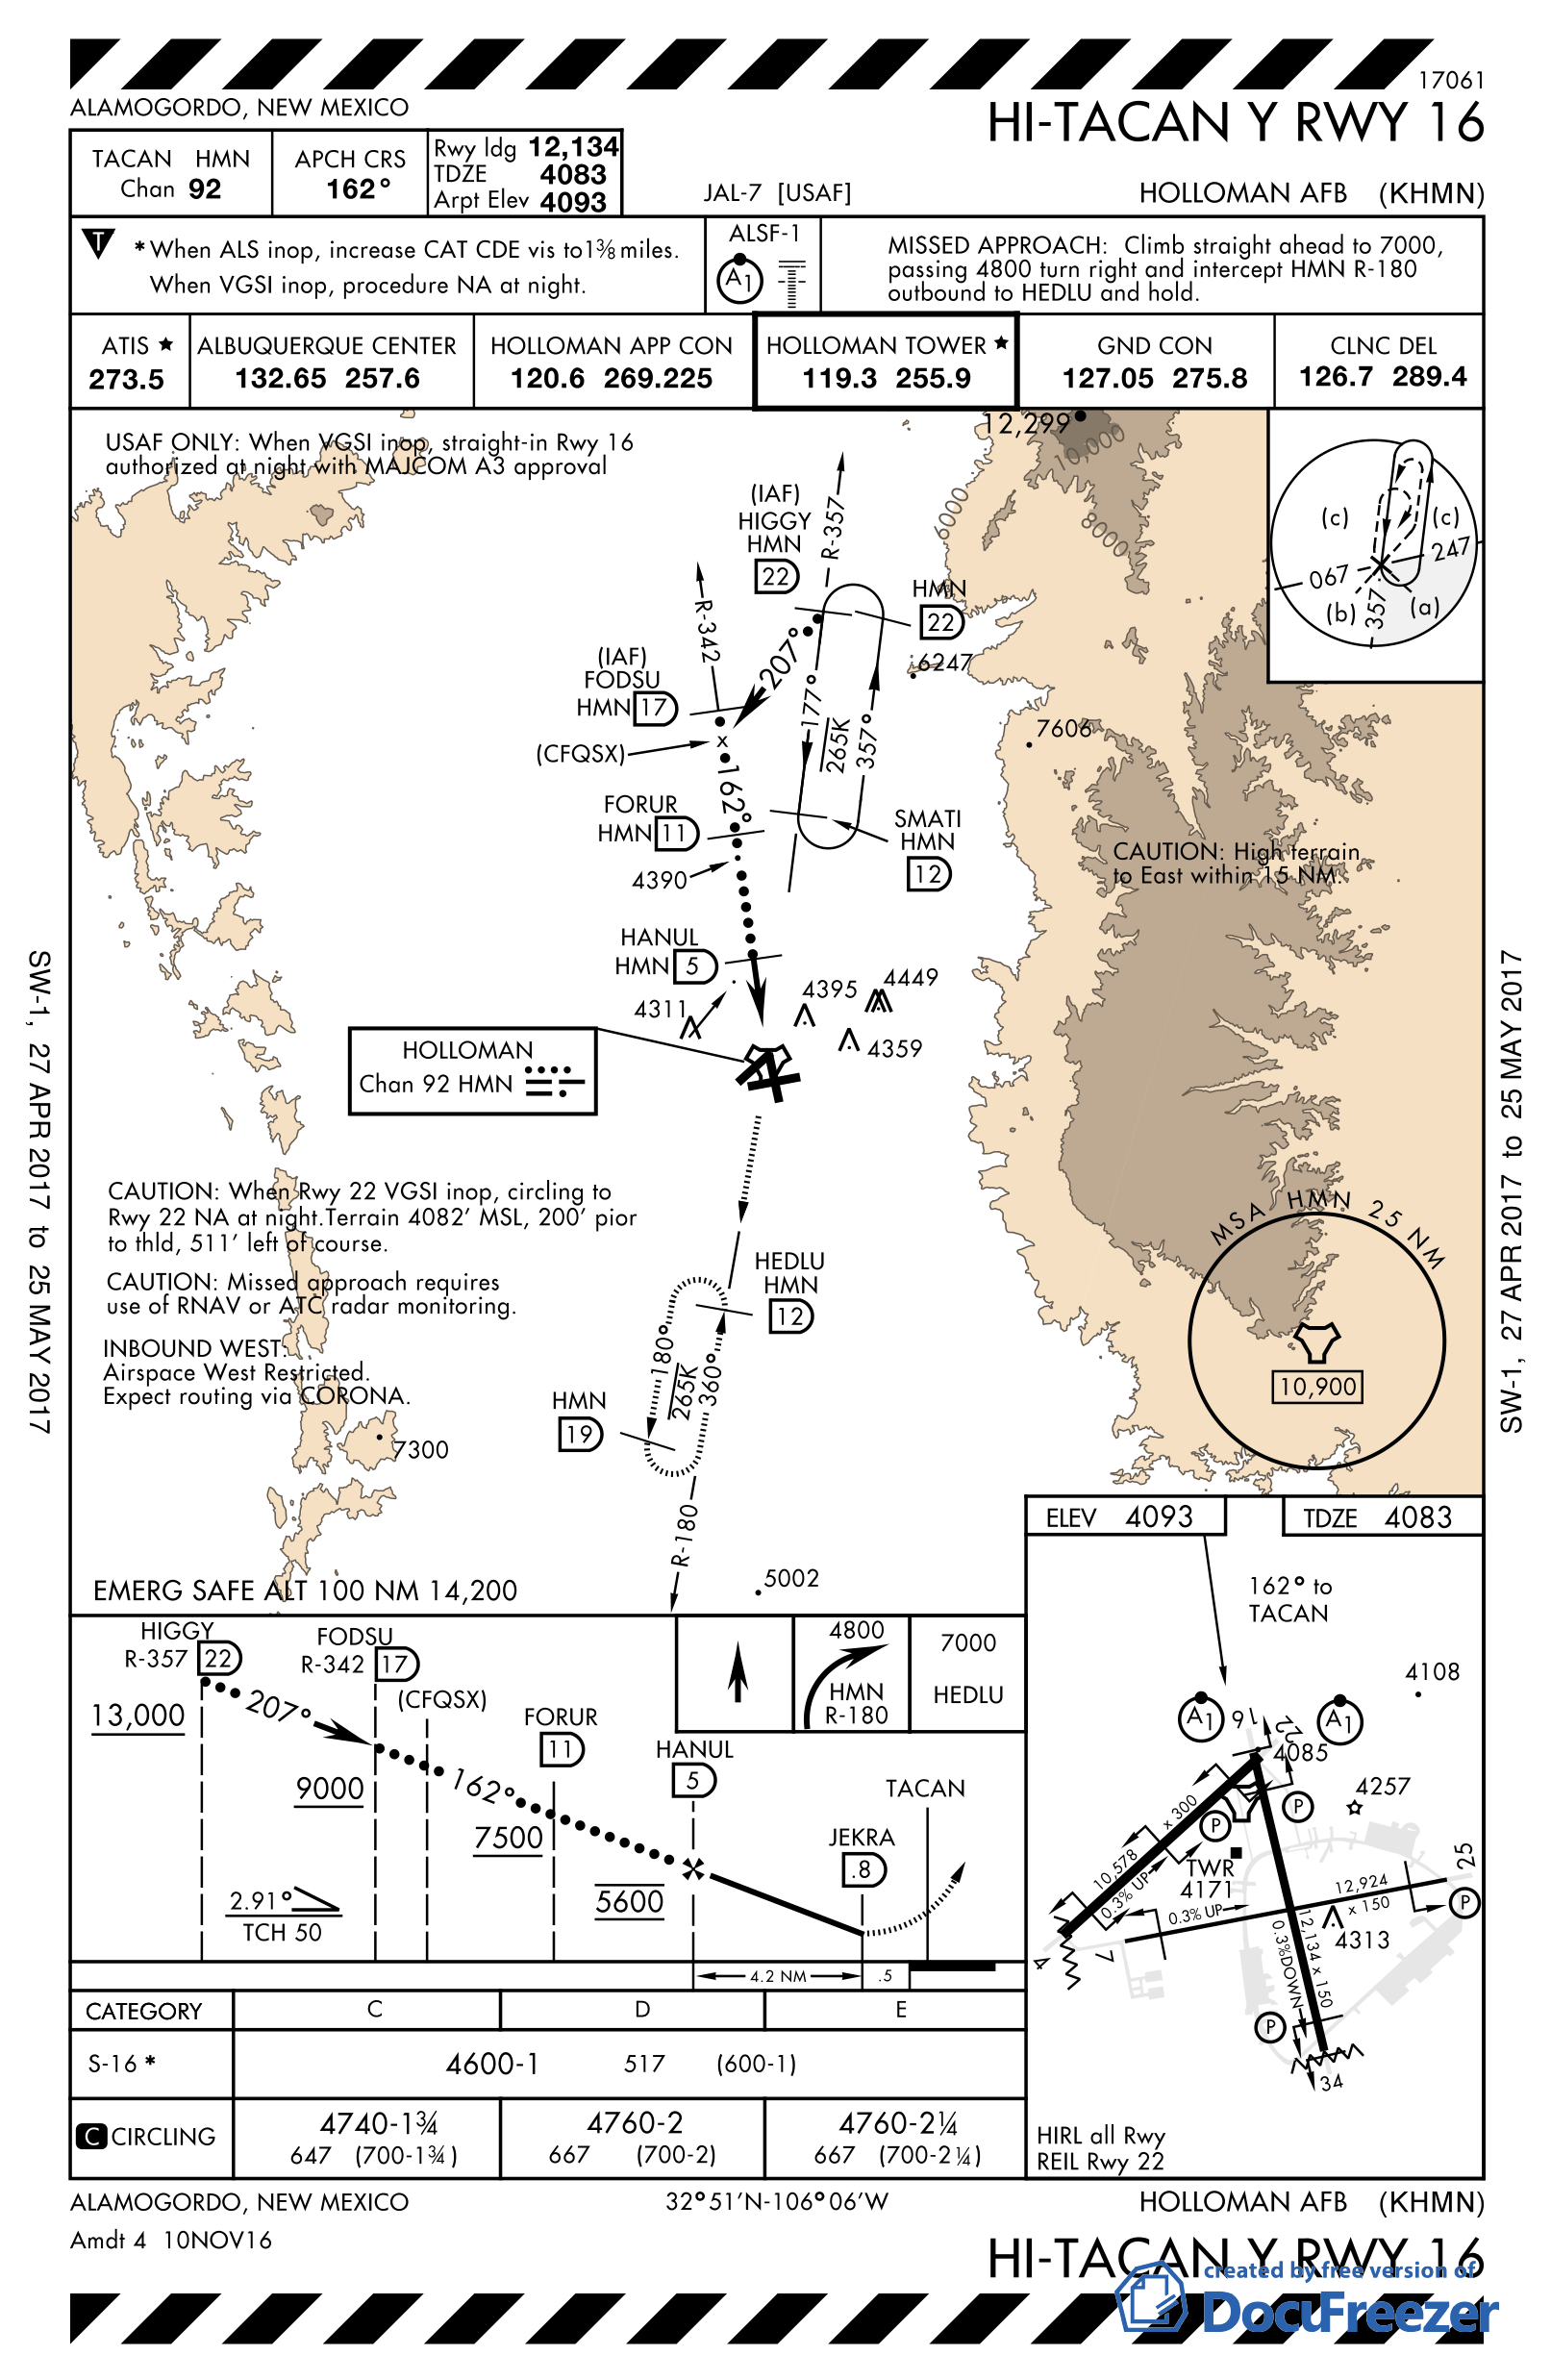 17061
ALAMOGORDO, NEW MEXICO
HI-TACAN Y RWY 16
TACAN HMN
Chan 92
APCH CRS
162°
Rwy ldg 12,134
TDZE 4083
Arpt Elev 4093
JAL-7 [USAF]
HOLLOMAN AFB (KHMN)
T
*When ALS inop, increase CAT CDE vis to1⅜ miles.
When VGSI inop, procedure NA at night.
ALSF-1
A1
MISSED APPROACH: Climb straight ahead to 7000,
passing 4800 turn right and intercept HMN R-180
outbound to HEDLU and hold.
ATIS ★
273.5
ALBUQUERQUE CENTER
132.65 257.6
HOLLOMAN APP CON
120.6 269.225
HOLLOMAN TOWER ★
119.3 255.9
GND CON
127.05 275.8
CLNC DEL
126.7 289.4
USAF ONLY: When VGSI inop, straight-in Rwy 16
authorized at night with MAJCOM A3 approval
12,299
10,000
8000
6000
(c)
(c)
247
067
(b)
357
(a)
(IAF)
HIGGY
HMN
22
R-357
R-342
HMN
22
6247
207°
(IAF)
FODSU
HMN 17
177°
265K
357°
7606
(CFQSX)
162°
FORUR
HMN 11
SMATI
HMN
12
4390
CAUTION: High terrain
to East within 15 NM.
HANUL
HMN 5
4311
4395
4449
4359
HOLLOMAN
Chan 92 HMN
SW-1, 27 APR 2017 to 25 MAY 2017
SW-1, 27 APR 2017 to 25 MAY 2017
CAUTION: When Rwy 22 VGSI inop, circling to
Rwy 22 NA at night.Terrain 4082' MSL, 200' pior
to thld, 511' left of course.
CAUTION: Missed approach requires
use of RNAV or ATC radar monitoring.
INBOUND WEST:
Airspace West Restricted.
Expect routing via CORONA.
HEDLU
HMN
12
180°
265K
360°
HMN
19
R-180
7300
5002
MSA HMN 25 NM
10,900
EMERG SAFE ALT 100 NM 14,200
HIGGY
R-357 22
13,000
207°
FODSU
R-342 17
(CFQSX)
9000
162°
FORUR
11
7500
HANUL
5
5600
TACAN
JEKRA
.8
2.91°
TCH 50
4.2 NM
.5
4800
HMN
R-180
7000
HEDLU
ELEV 4093
TDZE 4083
162° to
TACAN
4108
A1
16
22
A1
4085
4257
P
P
x 300
10,578
0.3% UP
TWR
4171
25
12,924
x 150
0.3% UP
P
4313
4
7
12,134 x 150
0.3%DOWN
P
34
HIRL all Rwy
REIL Rwy 22
CATEGORY C D E
S-16 * 4600-1 517 (600-1)
C CIRCLING
4740-1¾
647 (700-1¾)
4760-2
667 (700-2)
4760-2¼
667 (700-2¼)
ALAMOGORDO, NEW MEXICO
32°51'N-106°06'W
HOLLOMAN AFB (KHMN)
Amdt 4 10NOV16
HI-TACAN Y RWY 16
created by free version of
DocuFreezer